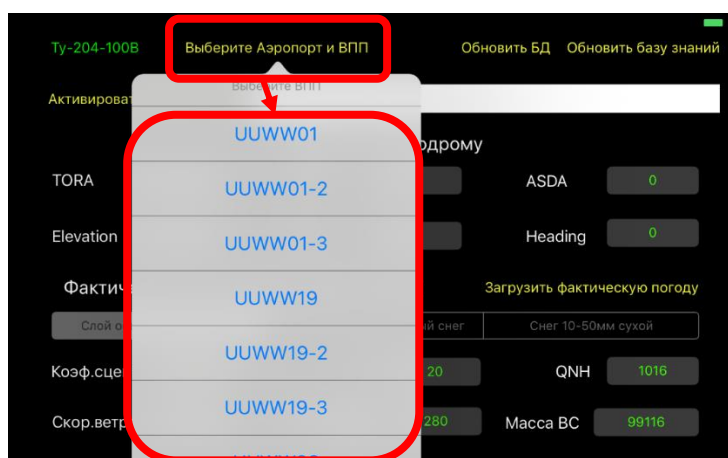 Ту-204-100В Выберите Аэропорт и ВПП Обновить БД Обновить базу знаний
Выберите ВПП
Активироват
UUWW01
одрому
TORA UUWW01-2 ASDA 0
Elevation UUWW01-3 Heading 0
Фактич UUWW19 Загрузить фактическую погоду
Слой о ый снег Снег 10-50мм сухой
UUWW19-2
Коэф.сце 20 QNH 1016
UUWW19-3
Скор.ветр 280 Масса ВС 99116